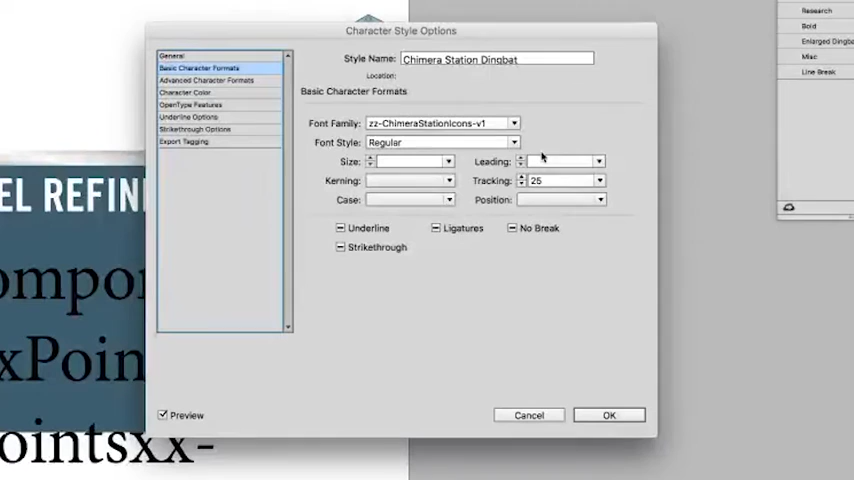 Character Style Options
General
Basic Character Formats
Advanced Character Formats
Character Color
OpenType Features
Underline Options
Strikethrough Options
Export Tagging
Style Name: Chimera Station Dingbat
Location:
Basic Character Formats
Font Family: zz-ChimeraStationIcons-v1
Font Style: Regular
Size: Leading:
Kerning: Tracking: 25
Case: Position:
Underline Ligatures No Break
Strikethrough
Preview Cancel OK
Research
Bold
Enlarged Dingba
Misc
Line Break
EL REFIN
ompor
xPoin
ointsxx-